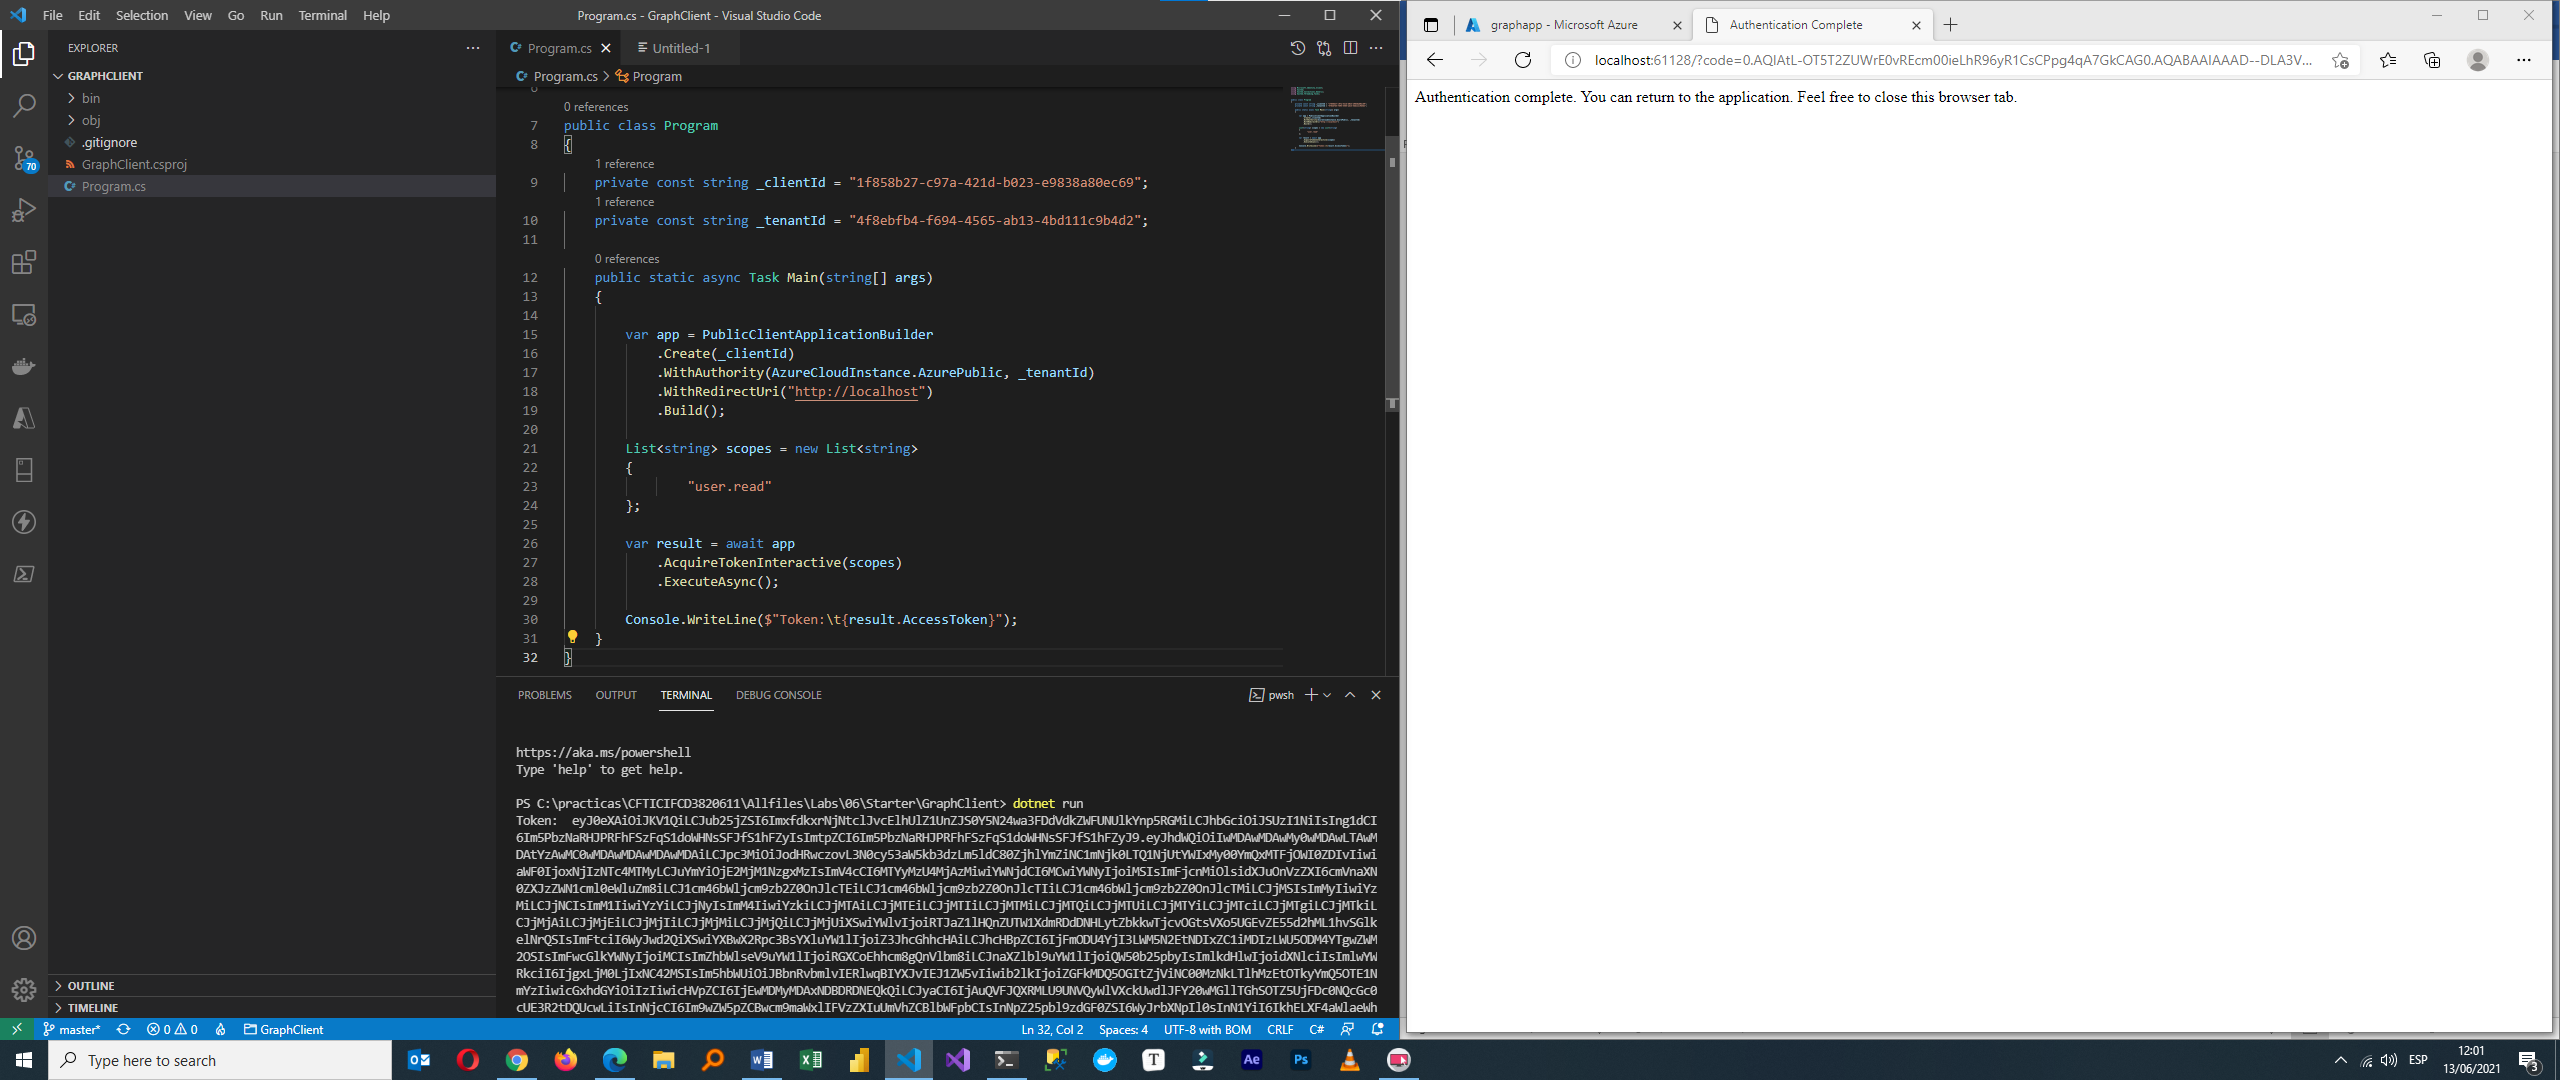 File Edit Selection View Go Run Terminal Help
Program.cs - GraphClient - Visual Studio Code
EXPLORER
GRAPHCLIENT
bin
obj
.gitignore
GraphClient.csproj
Program.cs
OUTLINE
TIMELINE
70
Program.cs Untitled-1
Program.cs > Program
6
0 references
7 public class Program
8 {
1 reference
9 private const string _clientId = "1f858b27-c97a-421d-b023-e9838a80ec69";
1 reference
10 private const string _tenantId = "4f8ebfb4-f694-4565-ab13-4bd111c9b4d2";
11
0 references
12 public static async Task Main(string[] args)
13 {
14
15 var app = PublicClientApplicationBuilder
16 .Create(_clientId)
17 .WithAuthority(AzureCloudInstance.AzurePublic, _tenantId)
18 .WithRedirectUri("http://localhost")
19 .Build();
20
21 List<string> scopes = new List<string>
22 {
23 "user.read"
24 };
25
26 var result = await app
27 .AcquireTokenInteractive(scopes)
28 .ExecuteAsync();
29
30 Console.WriteLine($"Token:\t{result.AccessToken}");
31 }
32 }
PROBLEMS OUTPUT TERMINAL DEBUG CONSOLE
pwsh
https://aka.ms/powershell
Type 'help' to get help.
PS C:\practicas\CFTICIFCD3820611\Allfiles\Labs\06\Starter\GraphClient> dotnet run
Token:
master* 0 0 GraphClient
Ln 32, Col 2 Spaces: 4 UTF-8 with BOM CRLF C#
graphapp - Microsoft Azure
Authentication Complete
localhost:61128/?code=0.AQIAtL-OT5T2ZUWrE0vREcm00ieLhR96yR1CsCPpg4qA7GkCAG0.AQABAAIAAAD--DLA3V...
Authentication complete. You can return to the application. Feel free to close this browser tab.
Type here to search
ESP
12:01
13/06/2021
3